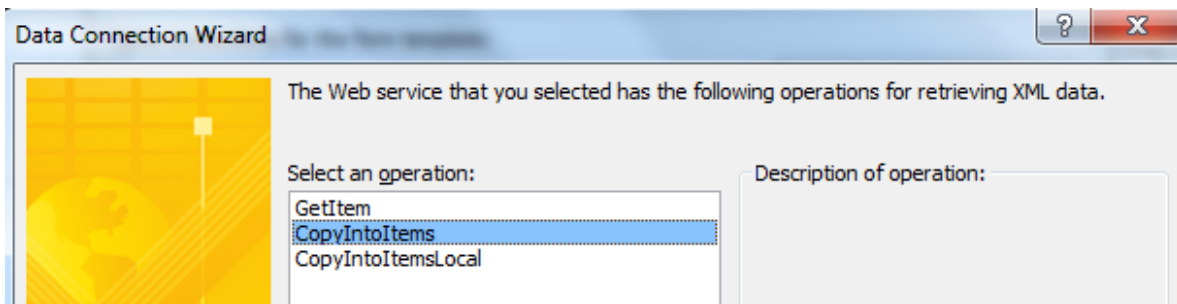 Data Connection Wizard
The Web service that you selected has the following operations for retrieving XML data.
Select an operation:
Description of operation:
GetItem
CopyIntoItems
CopyIntoItemsLocal